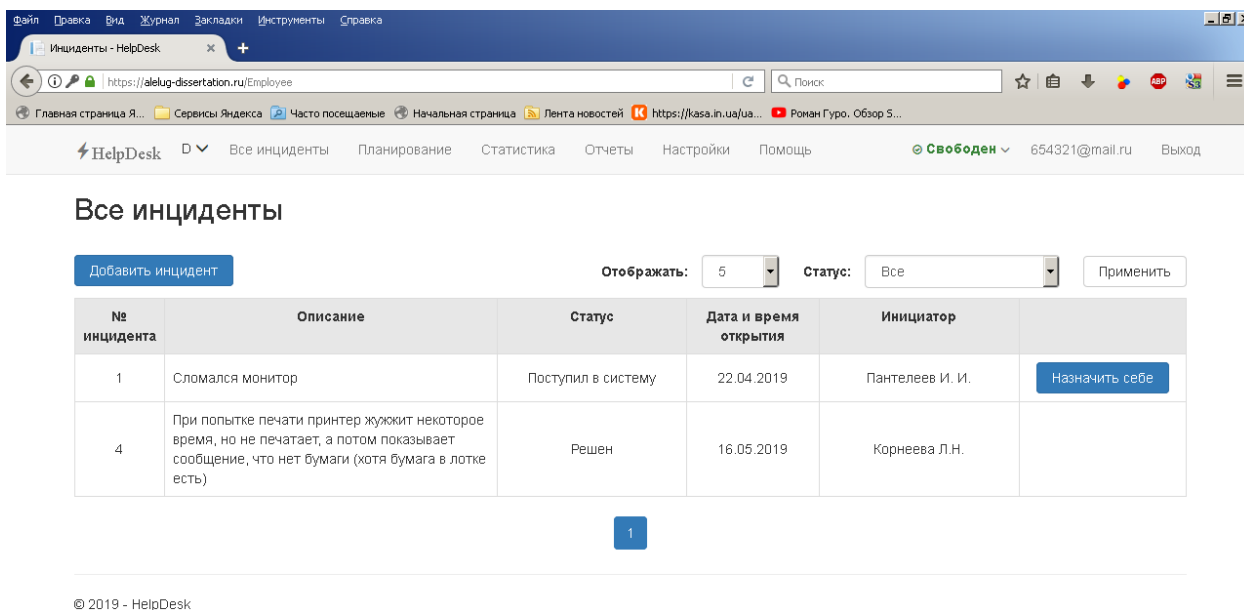 Файл Правка Вид Журнал Закладки Инструменты Справка
Инциденты - HelpDesk
https://alelug-dissertation.ru/Employee Поиск
Главная страница Я... Сервисы Яндекса Часто посещаемые Начальная страница Лента новостей https://kasa.in.ua/ua... Роман Гуро. Обзор S...
HelpDesk D Все инциденты Планирование Статистика Отчеты Настройки Помощь Свободен 654321@mail.ru Выход
Все инциденты
Добавить инцидент Отображать: 5 Статус: Все Применить
№ инцидента Описание Статус Дата и время открытия Инициатор
1 Сломался монитор Поступил в систему 22.04.2019 Пантелеев И. И. Назначить себе
При попытке печати принтер жужжит некоторое
время, но не печатает, а потом показывает
4 Решен 16.05.2019 Корнеева Л.Н.
сообщение, что нет бумаги (хотя бумага в лотке
есть)
1
© 2019 - HelpDesk